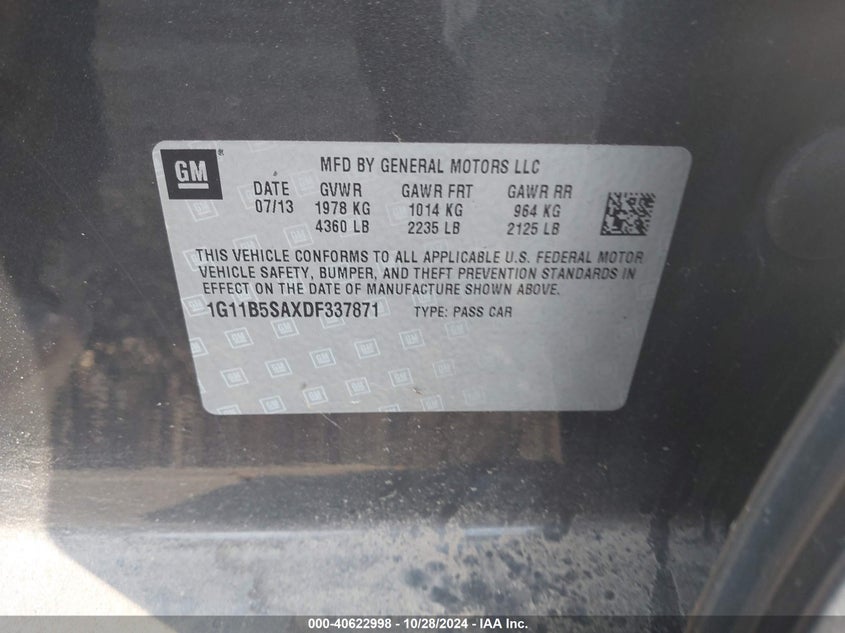 GM
MFD BY GENERAL MOTORS LLC
DATE GVWR GAWR FRT GAWR RR
07/13 1978 KG 1014 KG 964 KG
4360 LB 2235 LB 2125 LB
THIS VEHICLE CONFORMS TO ALL APPLICABLE U.S. FEDERAL MOTOR
VEHICLE SAFETY, BUMPER, AND THEFT PREVENTION STANDARDS IN
EFFECT ON THE DATE OF MANUFACTURE SHOWN ABOVE.
1G11B5SAXDF337871 TYPE: PASS CAR
000-40622998 | 10/28/2024 - IAA Inc.